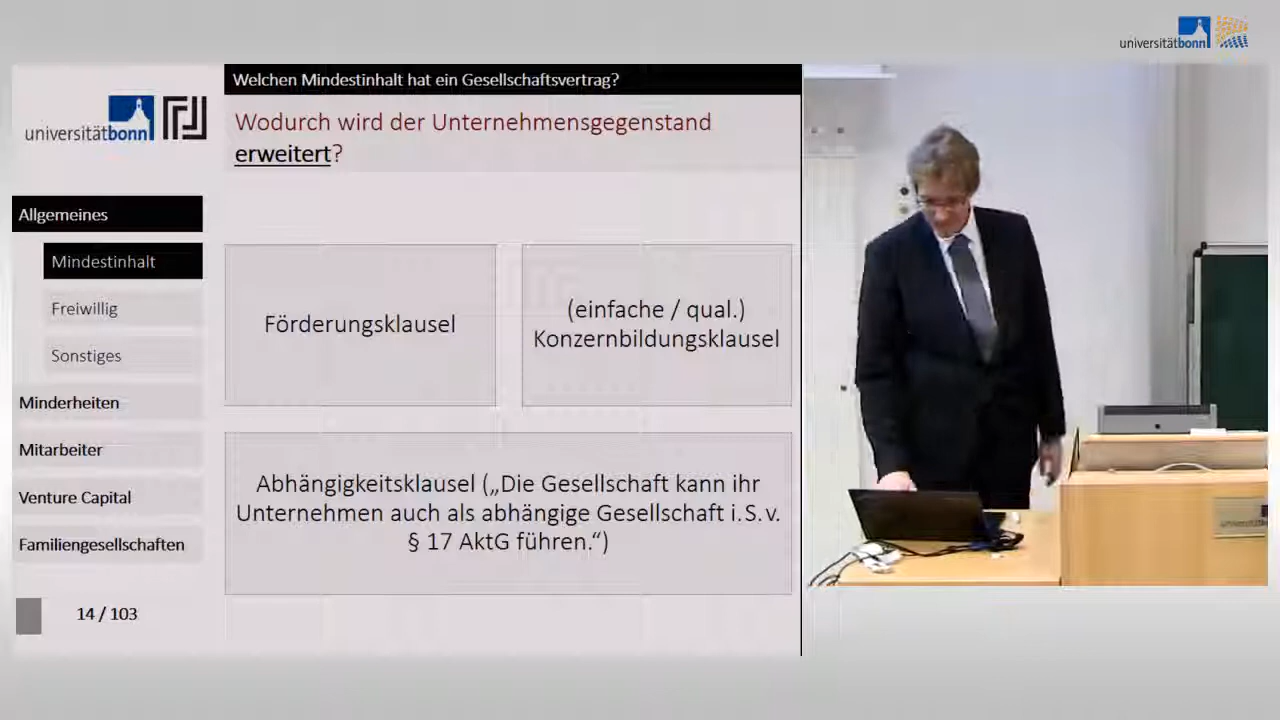 universitätbonn
Welchen Mindestinhalt hat ein Gesellschaftsvertrag?
universitätbonn
Wodurch wird der Unternehmensgegenstand
erweitert?
Allgemeines
Mindestinhalt
Freiwillig
Sonstiges
Minderheiten
Mitarbeiter
Venture Capital
Familiengesellschaften
14 / 103
Förderungsklausel
(einfache / qual.)
Konzernbildungsklausel
Abhängigkeitsklausel („Die Gesellschaft kann ihr
Unternehmen auch als abhängige Gesellschaft i.S.v.
§ 17 AktG führen.“)